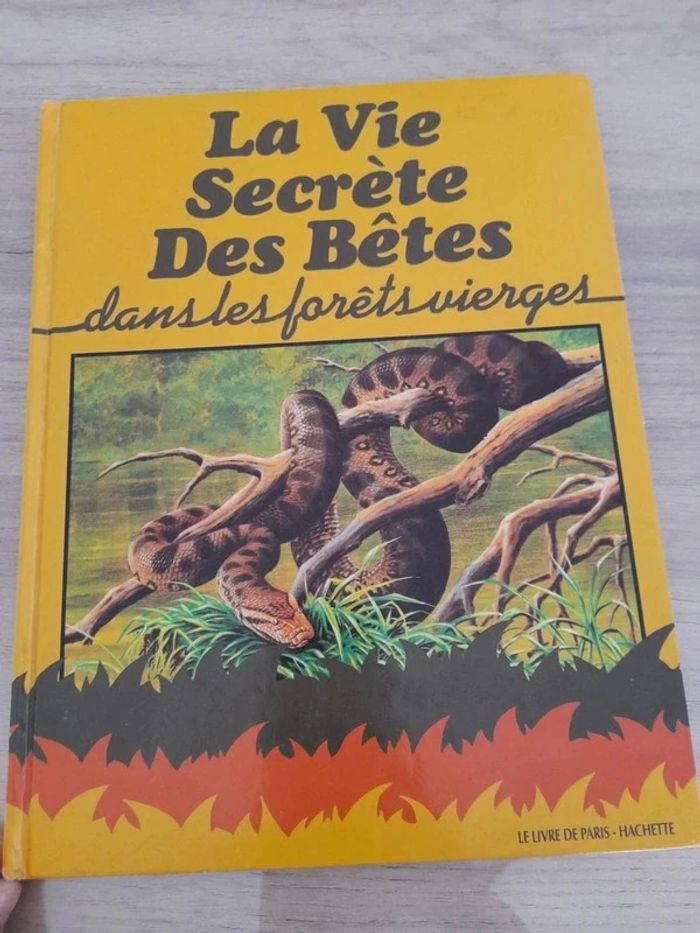 La Vie
Secrète
Des Bêtes
dans les forêts vierges
LE LIVRE DE PARIS - HACHETTE